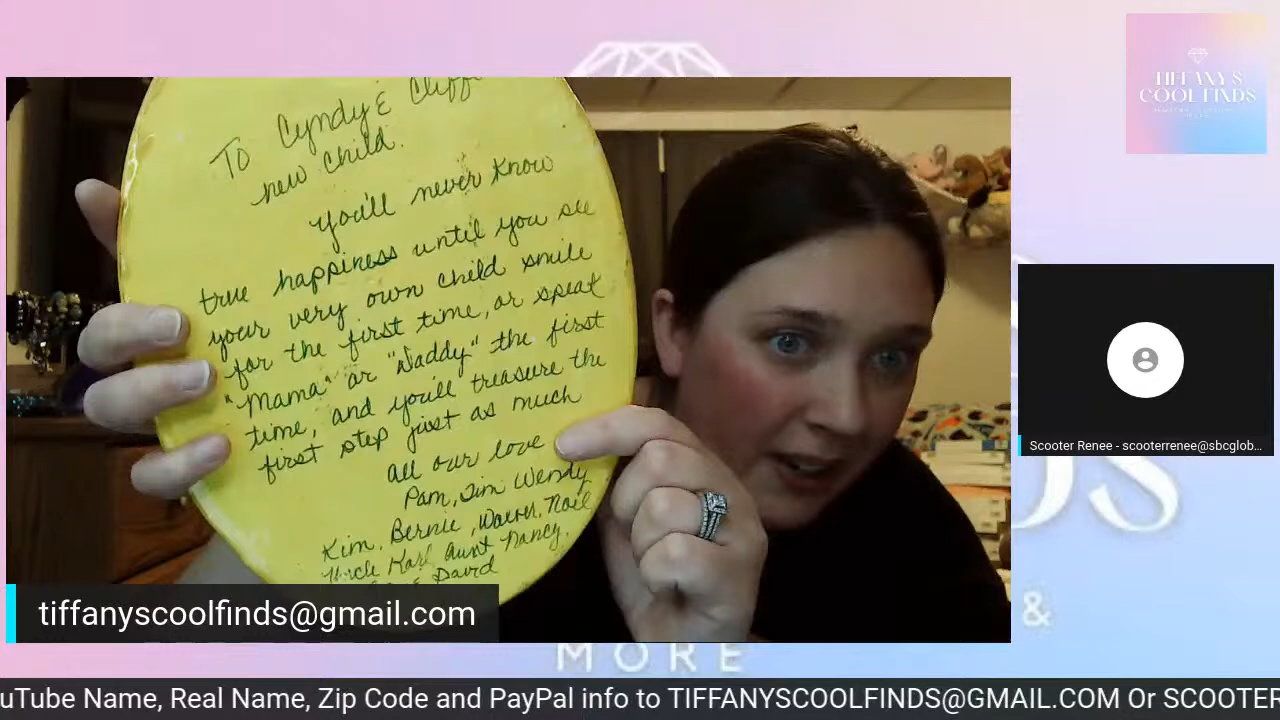 TIFFANY'S
COOL FINDS
To Cyndy & Cliff
new child.
you'll never know
true happiness until you see
your very own child smile
for the first time, or speak
"Mama" or "Daddy" the first
time, and you'll treasure the
first step just as much
all our love
Pam, Jim Wendy
Kim, Bernie, Noel
Uncle Karl Aunt Nancy,
& David
Scooter Renee - scooterrenee@sbcglob...
DS
&
tiffanyscoolfinds@gmail.com
MORE
uTube Name, Real Name, Zip Code and PayPal info to TIFFANYSCOOLFINDS@GMAIL.COM Or SCOOTER